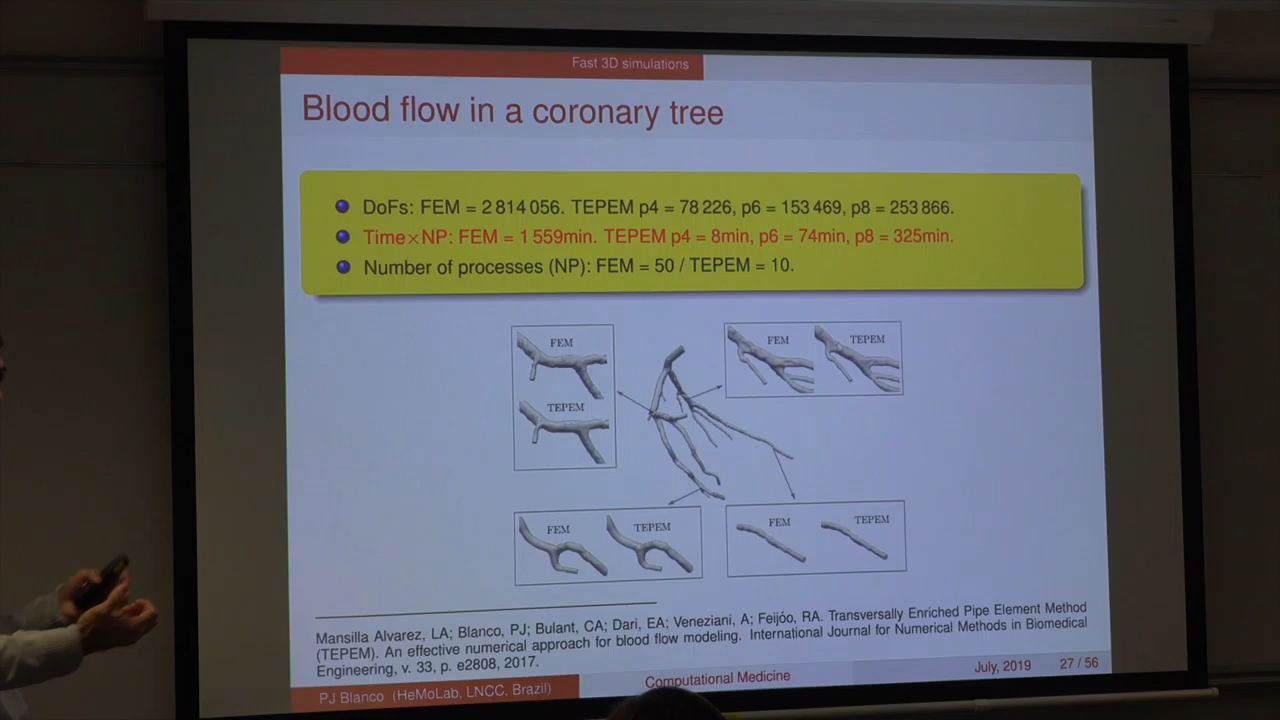 Fast 3D simulations
Blood flow in a coronary tree
DoFs: FEM = 2 814 056. TEPEM p4 = 78 226, p6 = 153 469, p8 = 253 866.
Time×NP: FEM = 1 559min. TEPEM p4 = 8min, p6 = 74min, p8 = 325min.
Number of processes (NP): FEM = 50 / TEPEM = 10.
FEM
TEPEM
FEM
TEPEM
FEM
TEPEM
FEM
TEPEM
Mansilla Alvarez, LA; Blanco, PJ; Bulant, CA; Dari, EA; Veneziani, A; Feijóo, RA. Transversally Enriched Pipe Element Method
(TEPEM). An effective numerical approach for blood flow modeling. International Journal for Numerical Methods in Biomedical
Engineering, v. 33, p. e2808, 2017.
PJ Blanco (HeMoLab, LNCC, Brazil)
Computational Medicine
July, 2019
27 / 56